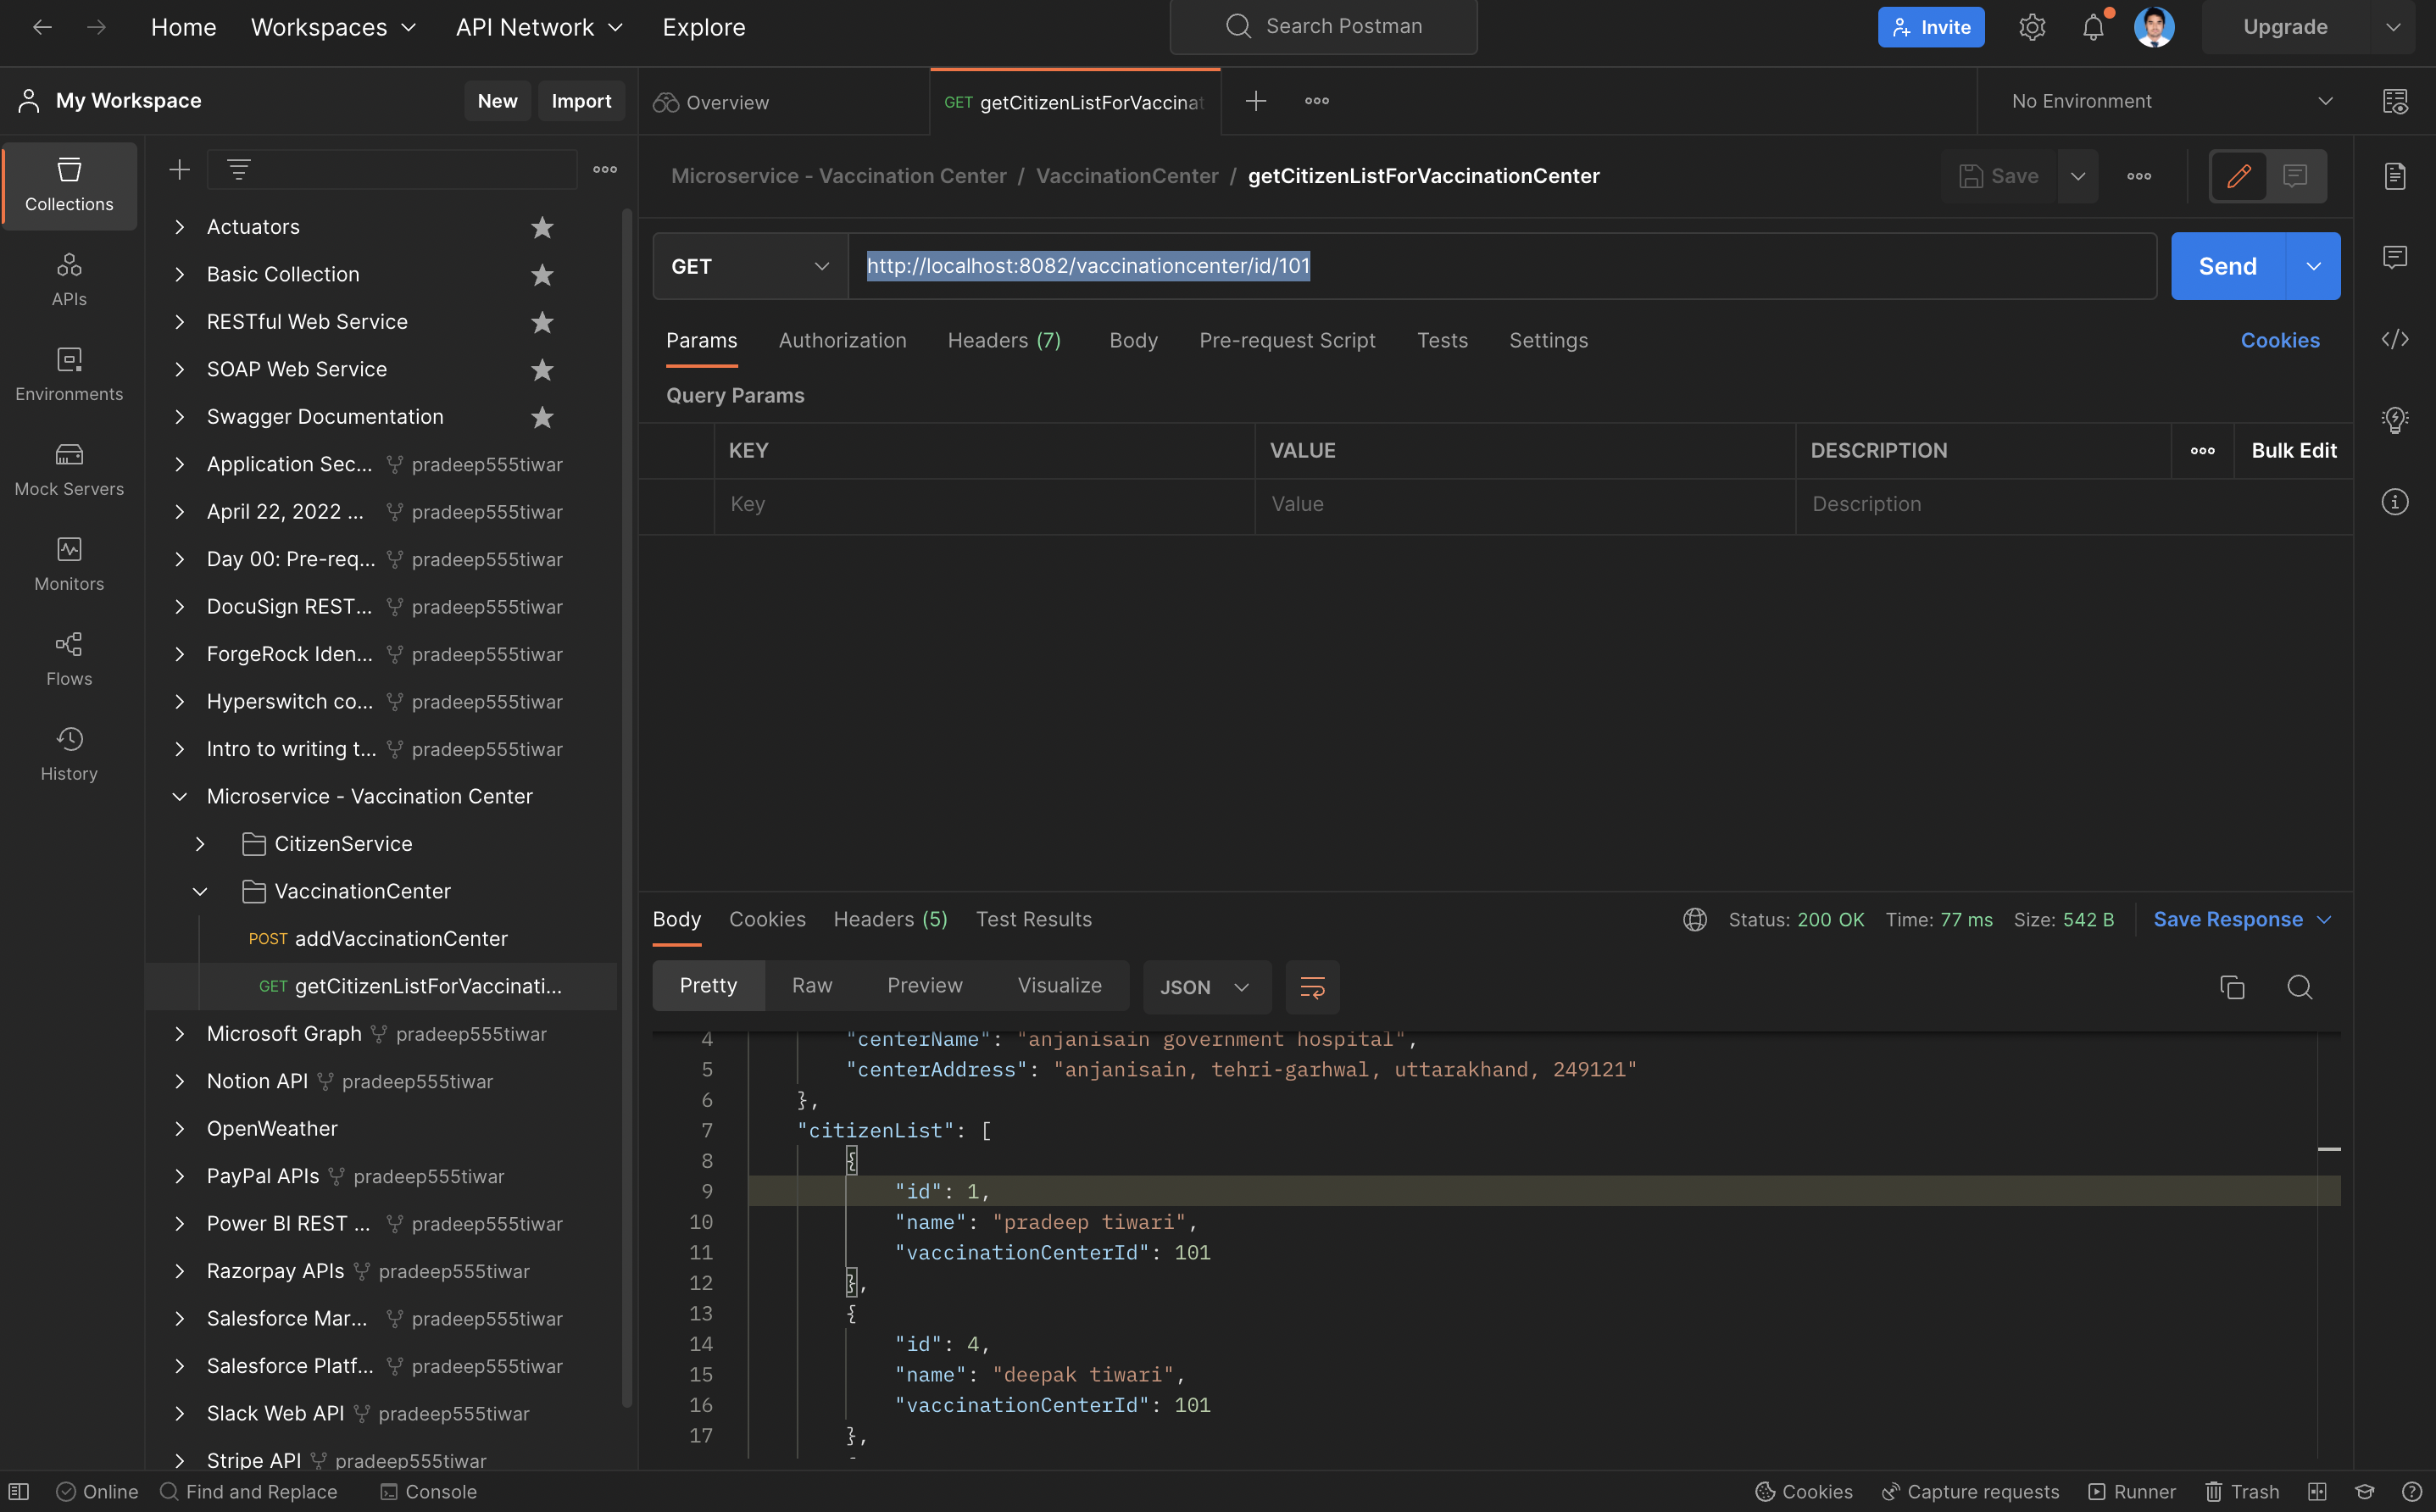 Home Workspaces API Network Explore Search Postman Invite Upgrade
My Workspace New Import Overview GET getCitizenListForVaccinat No Environment
Collections
APIs
Environments
Mock Servers
Monitors
Flows
History
Actuators
Basic Collection
RESTful Web Service
SOAP Web Service
Swagger Documentation
Application Sec... pradeep555tiwar
April 22, 2022 ... pradeep555tiwar
Day 00: Pre-req... pradeep555tiwar
DocuSign REST... pradeep555tiwar
ForgeRock Iden... pradeep555tiwar
Hyperswitch co... pradeep555tiwar
Intro to writing t... pradeep555tiwar
Microservice - Vaccination Center
CitizenService
VaccinationCenter
POST addVaccinationCenter
GET getCitizenListForVaccinati...
Microsoft Graph pradeep555tiwar
Notion API pradeep555tiwar
OpenWeather
PayPal APIs pradeep555tiwar
Power BI REST ... pradeep555tiwar
Razorpay APIs pradeep555tiwar
Salesforce Mar... pradeep555tiwar
Salesforce Platf... pradeep555tiwar
Slack Web API pradeep555tiwar
Stripe API pradeep555tiwar
Microservice - Vaccination Center / VaccinationCenter / getCitizenListForVaccinationCenter Save
GET http://localhost:8082/vaccinationcenter/id/101 Send
Params Authorization Headers (7) Body Pre-request Script Tests Settings Cookies
Query Params
KEY VALUE DESCRIPTION Bulk Edit
Key Value Description
Body Cookies Headers (5) Test Results Status: 200 OK Time: 77 ms Size: 542 B Save Response
Pretty Raw Preview Visualize JSON
4 "centerName": "anjanisain government hospital",
5 "centerAddress": "anjanisain, tehri-garhwal, uttarakhand, 249121"
6 },
7 "citizenList": [
8 {
9 "id": 1,
10 "name": "pradeep tiwari",
11 "vaccinationCenterId": 101
12 },
13 {
14 "id": 4,
15 "name": "deepak tiwari",
16 "vaccinationCenterId": 101
17 },
Online Find and Replace Console Cookies Capture requests Runner Trash